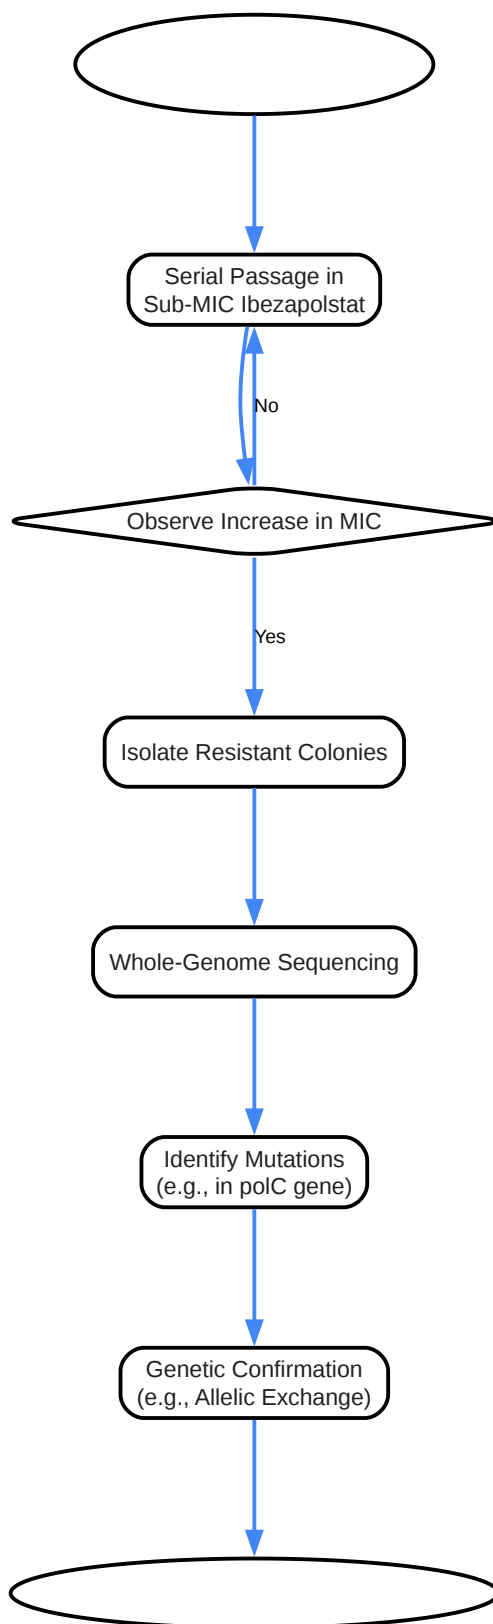 Serial Passage in
Sub-MIC Ibezapolstat
No
Observe Increase in MIC
Yes
Isolate Resistant Colonies
Whole-Genome Sequencing
Identify Mutations
(e.g., in polC gene)
Genetic Confirmation
(e.g., Allelic Exchange)